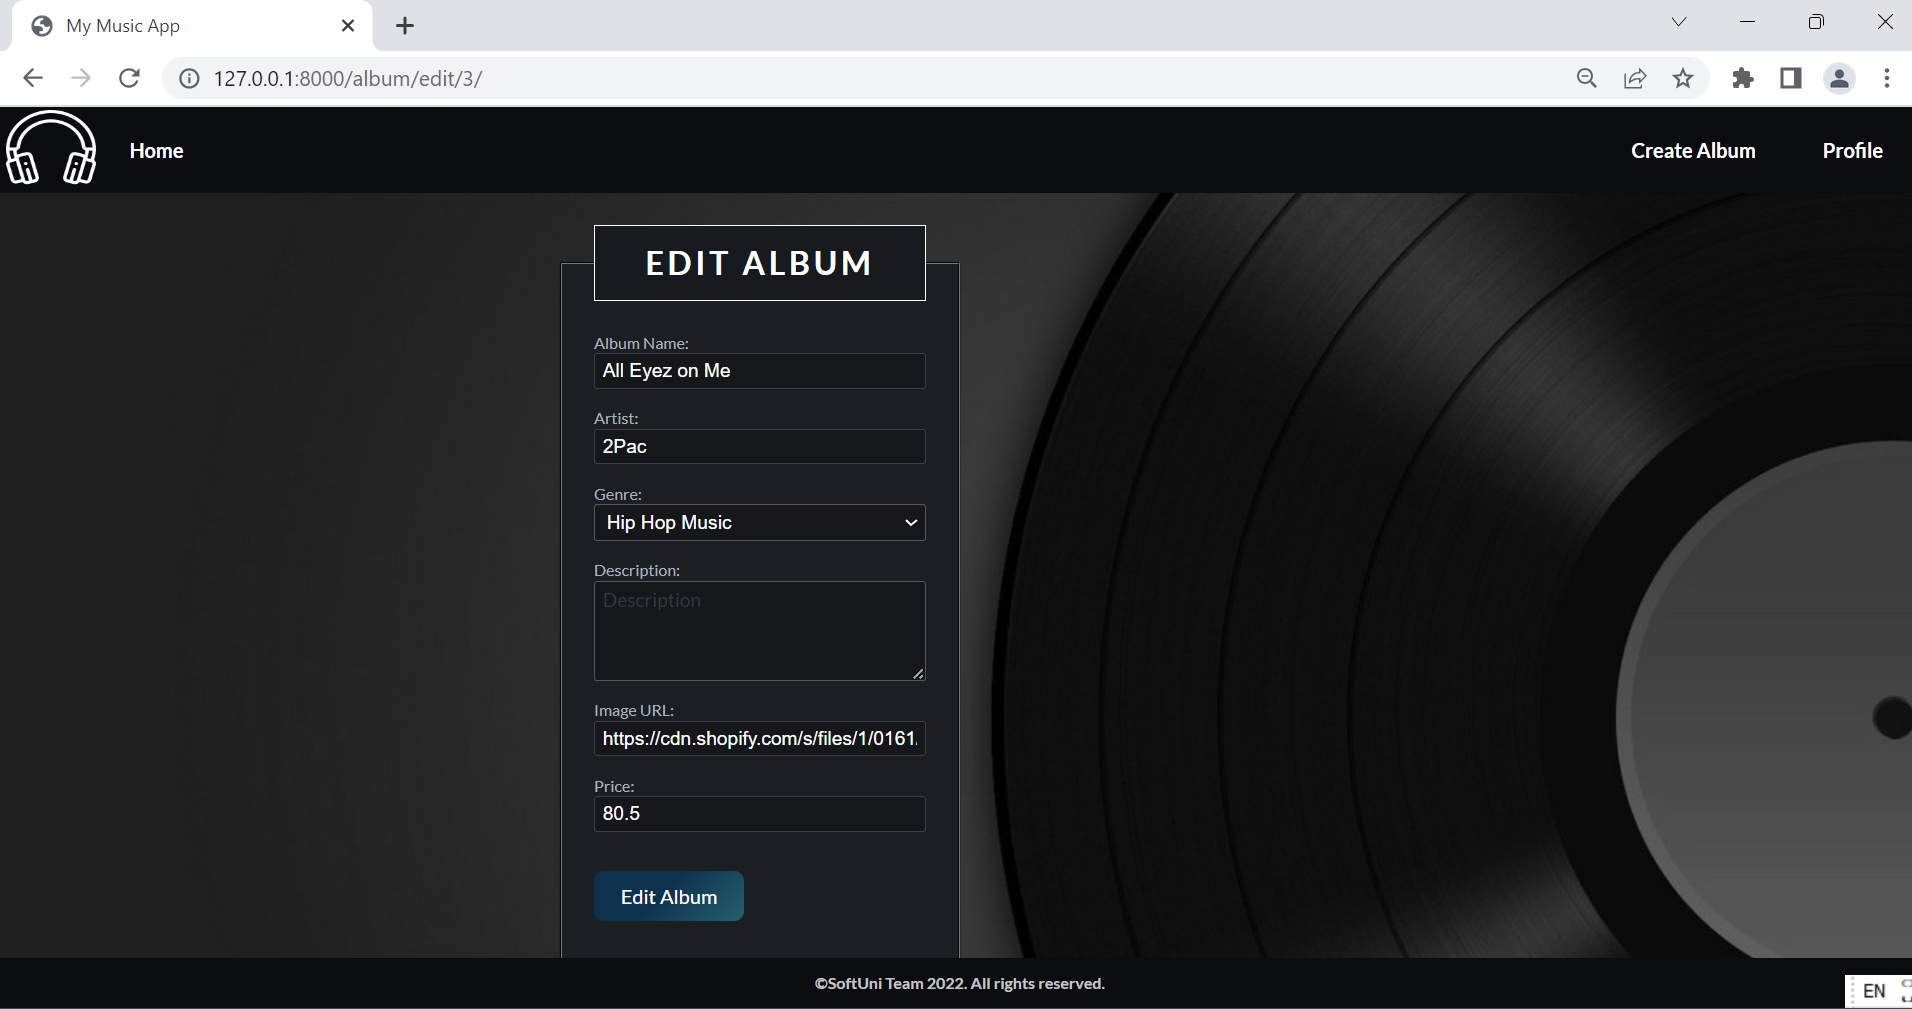 My Music App
127.0.0.1:8000/album/edit/3/
Home
Create Album
Profile
EDIT ALBUM
Album Name:
All Eyez on Me
Artist:
2Pac
Genre:
Hip Hop Music
Description:
Description
Image URL:
https://cdn.shopify.com/s/files/1/0161.
Price:
80.5
Edit Album
©SoftUni Team 2022. All rights reserved.
EN